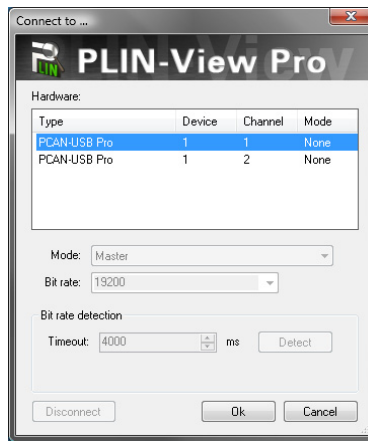 Connect to ...
PLIN-View Pro
Hardware:
Type Device Channel Mode
PCAN-USB Pro 1 1 None
PCAN-USB Pro 1 2 None
Mode: Master
Bit rate: 19200
Bit rate detection
Timeout: 4000 ms Detect
Disconnect Ok Cancel